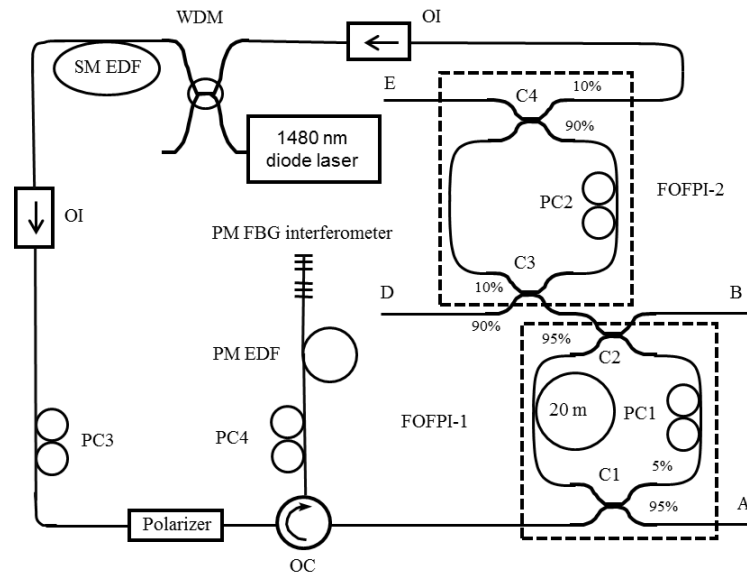 WDM
OI
SM EDF
E
C4
10%
90%
1480 nm
diode laser
OI
PC2
FOFPI-2
PM FBG interferometer
C3
D
10%
B
90%
95%
C2
PM EDF
20 m
PC1
PC3
PC4
FOFPI-1
C1
5%
95%
A
Polarizer
OC